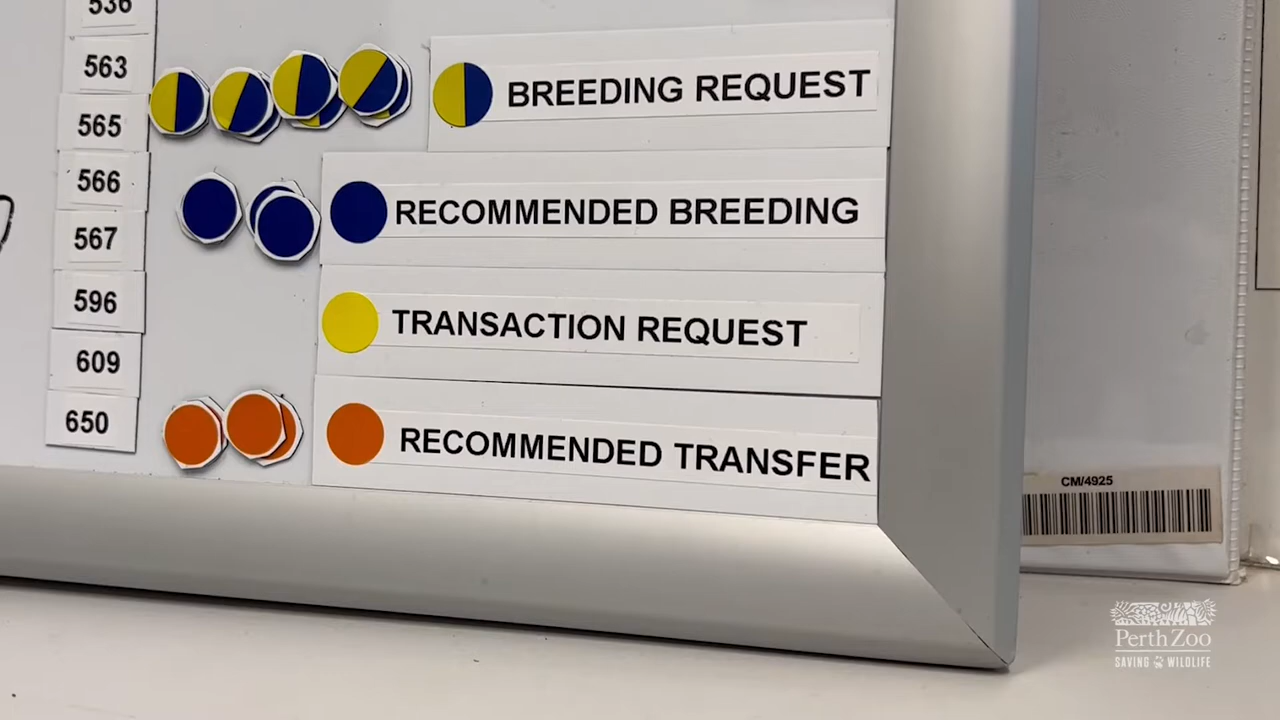 536
563
565
566
567
596
609
650
BREEDING REQUEST
RECOMMENDED BREEDING
TRANSACTION REQUEST
RECOMMENDED TRANSFER
CM/4925
Perth Zoo
SAVING WILDLIFE